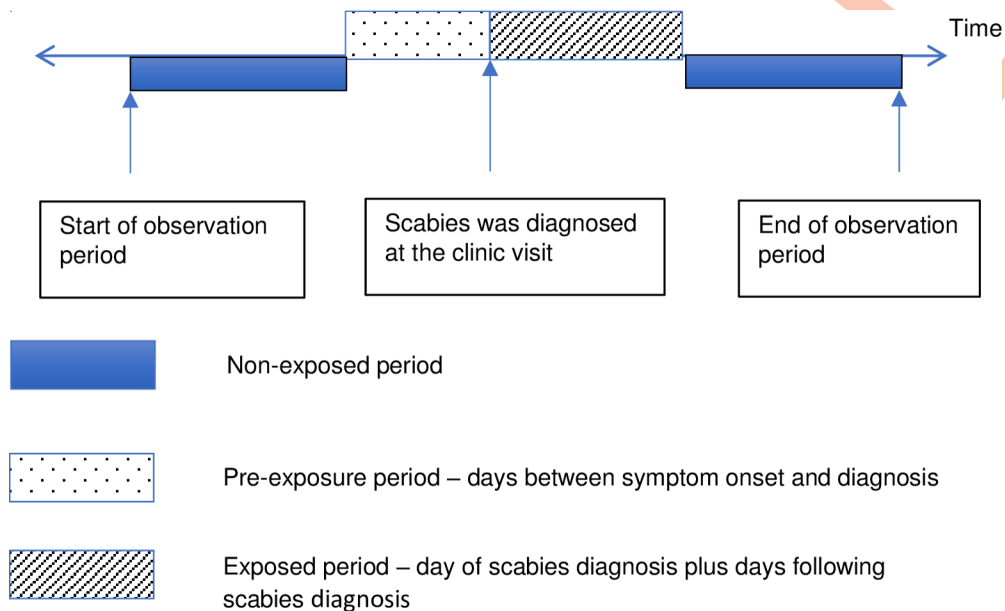 Time
Start of observation
period
Scabies was diagnosed
at the clinic visit
End of observation
period
Non-exposed period
Pre-exposure period – days between symptom onset and diagnosis
Exposed period – day of scabies diagnosis plus days following
scabies diagnosis